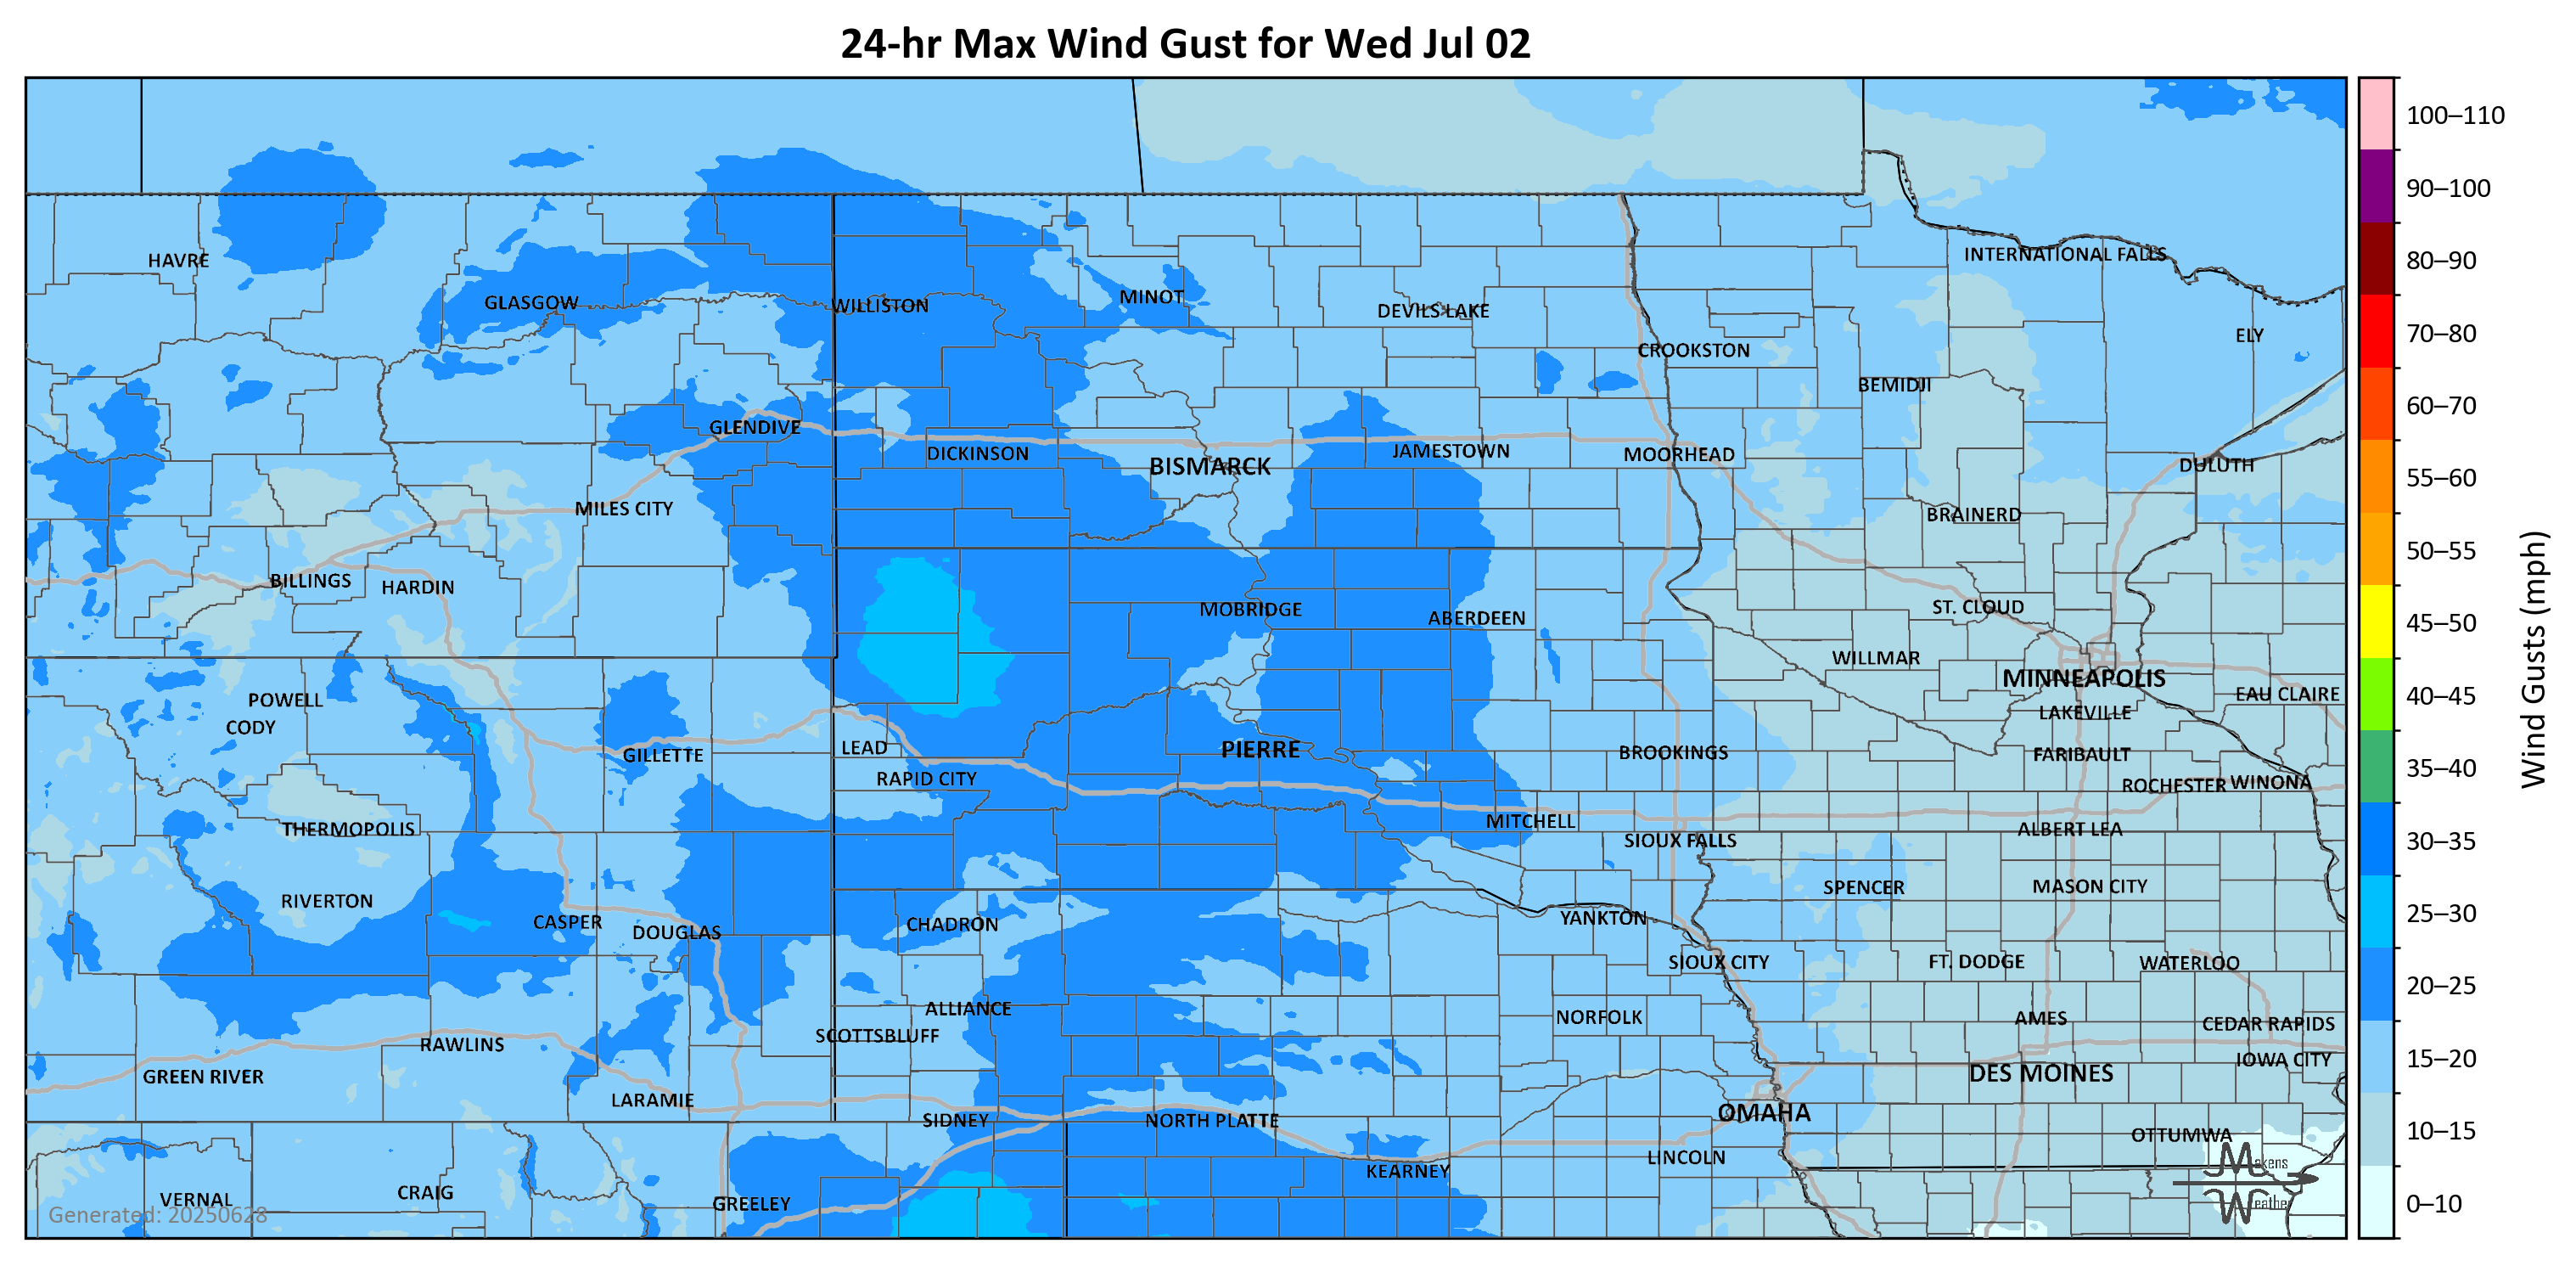 24-hr Max Wind Gust for Wed Jul 02
100–110
90–100
80–90
70–80
60–70
55–60
50–55
45–50
40–45
35–40
30–35
25–30
20–25
15–20
10–15
0–10
Wind Gusts (mph)
HAVRE
INTERNATIONAL FALLS
GLASGOW
WILLISTON
MINOT
DEVILS LAKE
ELY
CROOKSTON
BEMIDJI
GLENDIVE
DICKINSON
BISMARCK
JAMESTOWN
MOORHEAD
DULUTH
MILES CITY
BRAINERD
BILLINGS
HARDIN
MOBRIDGE
ABERDEEN
ST. CLOUD
WILLMAR
MINNEAPOLIS
POWELL
EAU CLAIRE
CODY
LAKEVILLE
GILLETTE
LEAD
PIERRE
BROOKINGS
FARIBAULT
RAPID CITY
ROCHESTER
WINONA
THERMOPOLIS
MITCHELL
SIOUX FALLS
ALBERT LEA
RIVERTON
SPENCER
MASON CITY
CASPER
DOUGLAS
CHADRON
YANKTON
SIOUX CITY
FT. DODGE
WATERLOO
ALLIANCE
NORFOLK
AMES
CEDAR RAPIDS
SCOTTSBLUFF
RAWLINS
IOWA CITY
GREEN RIVER
DES MOINES
LARAMIE
SIDNEY
NORTH PLATTE
OMAHA
OTTUMWA
KEARNEY
LINCOLN
VERNAL
CRAIG
GREELEY
Makens
Weather
Generated: 20250628